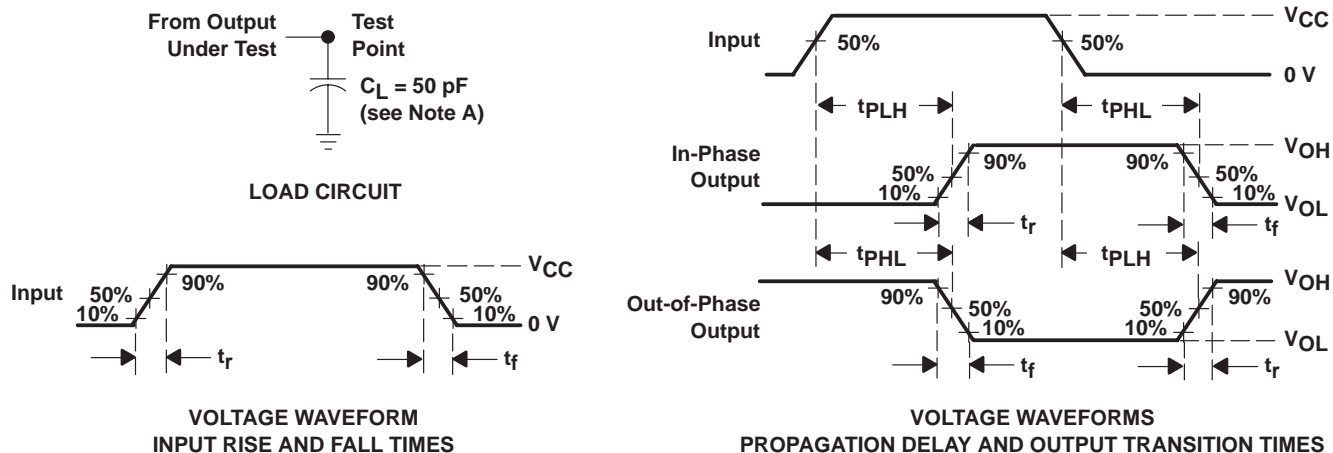 From Output
Under Test
Test
Point
CL = 50 pF
(see Note A)
LOAD CIRCUIT
Input
VCC
50%
50%
0 V
tPLH
tPHL
In-Phase
Output
VOH
90%
90%
50%
50%
10%
10%
VOL
tr
tf
tPHL
tPLH
Out-of-Phase
Output
VOH
90%
90%
50%
50%
10%
10%
VOL
tf
tr
VOLTAGE WAVEFORMS
PROPAGATION DELAY AND OUTPUT TRANSITION TIMES
Input
VCC
90%
90%
50%
50%
10%
10%
0 V
tr
tf
VOLTAGE WAVEFORM
INPUT RISE AND FALL TIMES